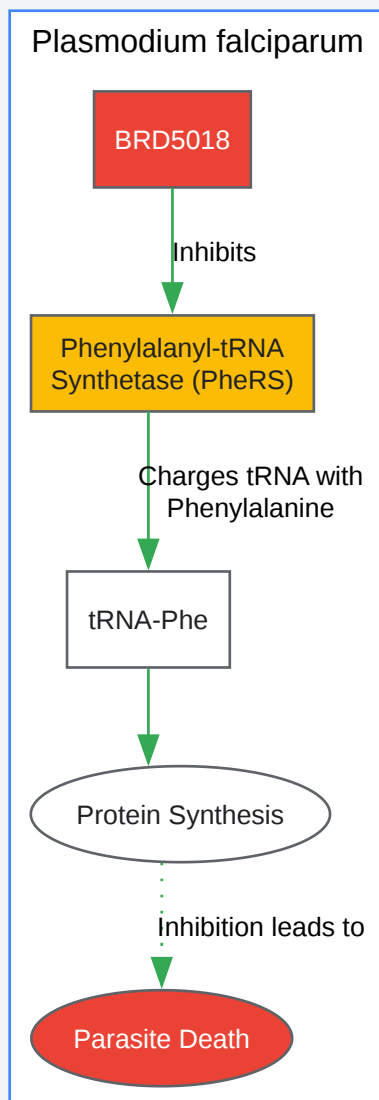 Plasmodium falciparum
BRD5018
Inhibits
Phenylalanyl-tRNA
Synthetase (PheRS)
Charges tRNA with
Phenylalanine
tRNA-Phe
Protein Synthesis
Inhibition leads to
Parasite Death